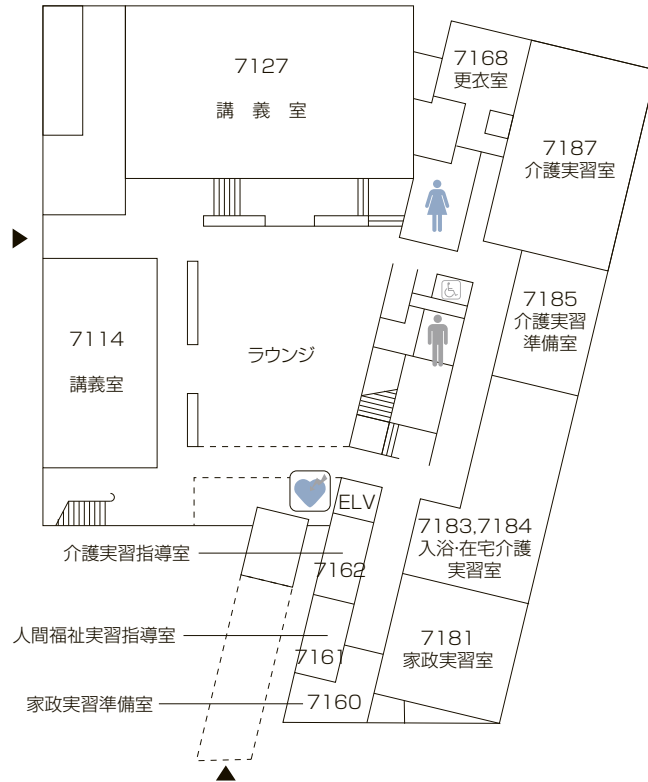 7127
講 義 室
7168
更衣室
7187
介護実習室
7185
介護実習
準備室
7114
講義室
ラウンジ
ELV
7183,7184
入浴・在宅介護
実習室
介護実習指導室
7162
人間福祉実習指導室
7161
7181
家政実習室
家政実習準備室
7160